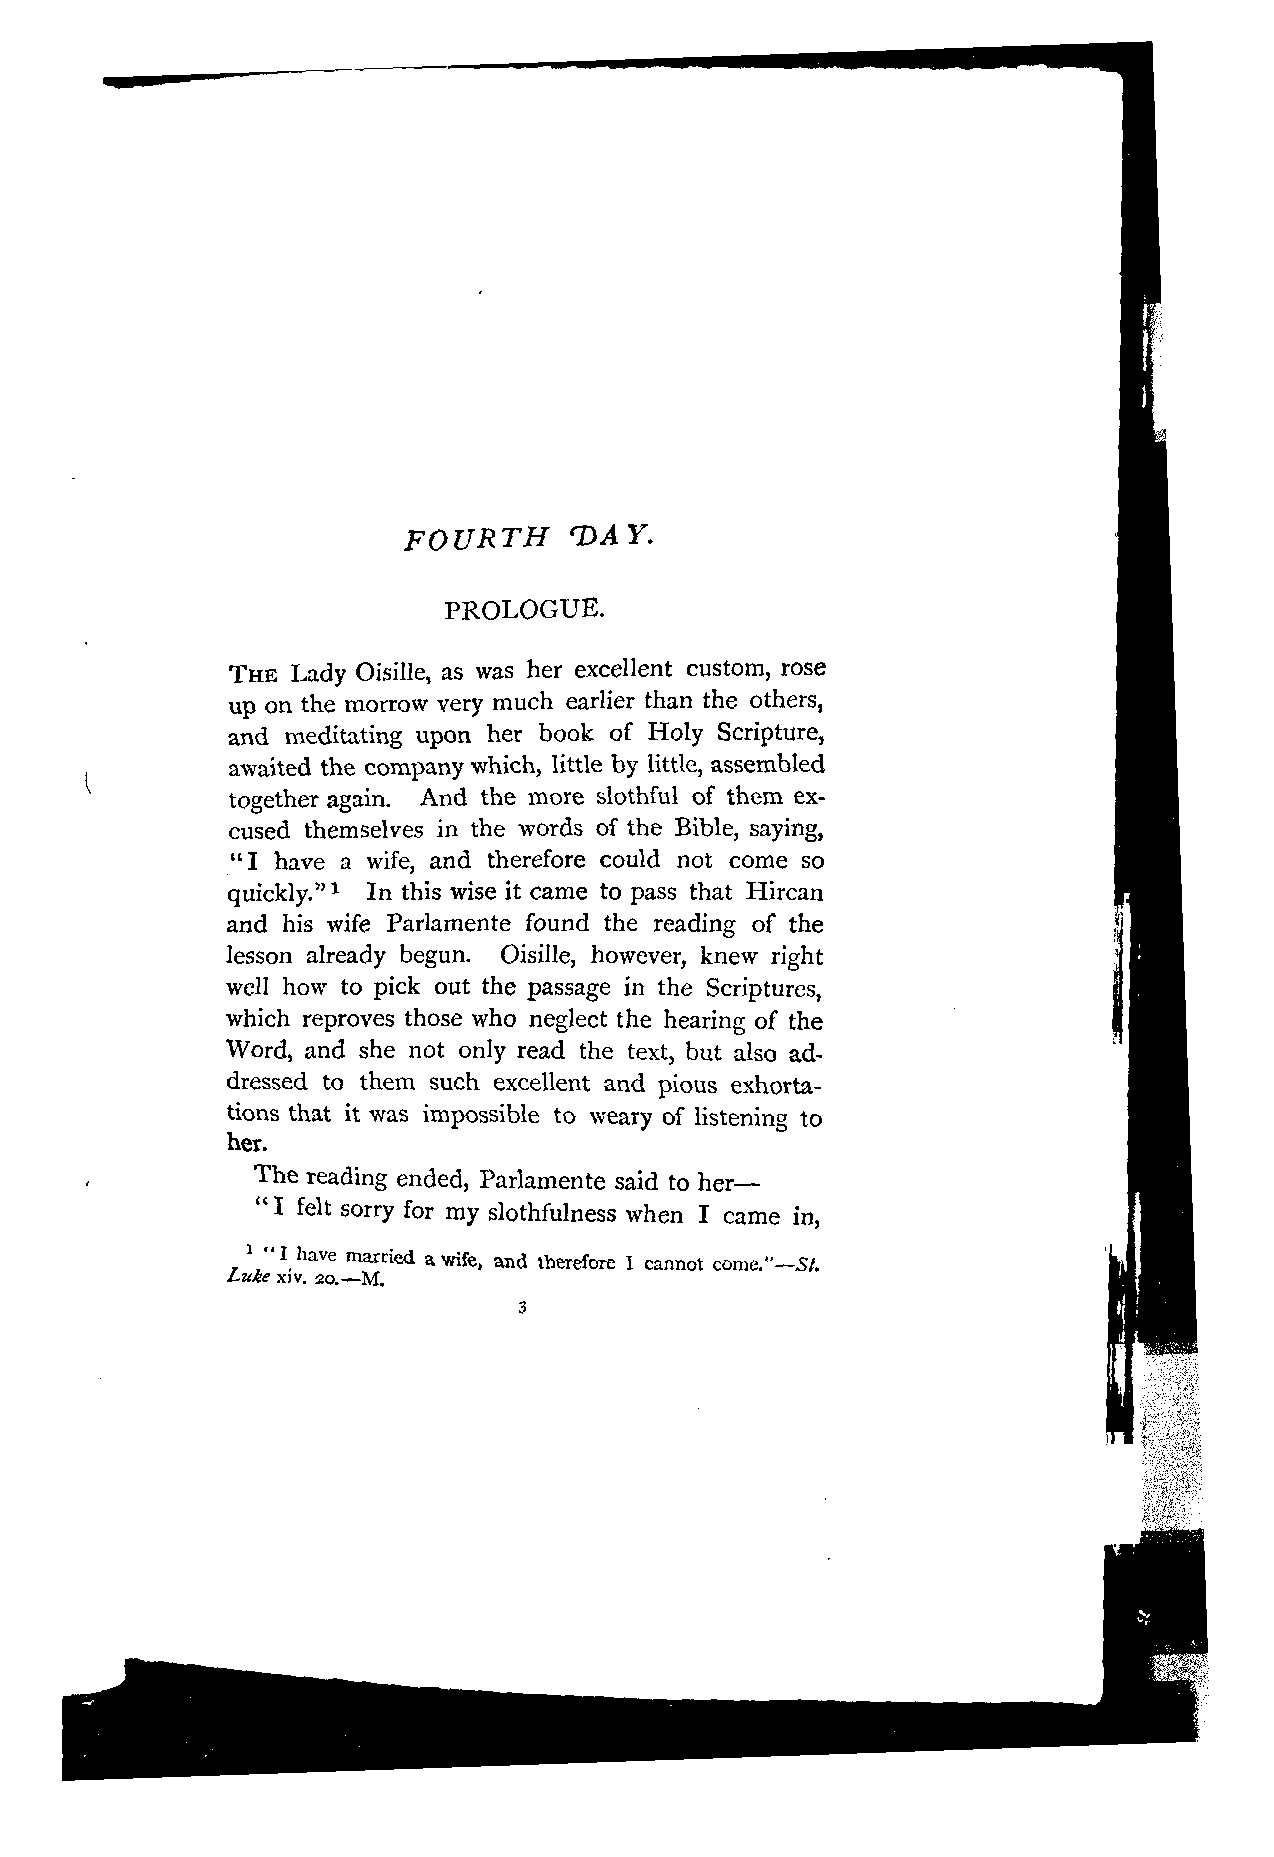 FOURTH DAY.
PROLOGUE.
THE Lady Oisille, as was her excellent custom, rose
up on the morrow very much earlier than the others,
and meditating upon her book of Holy Scripture,
awaited the company which, little by little, assembled
together again. And the more slothful of them ex-
cused themselves in the words of the Bible, saying,
"I have a wife, and therefore could not come so
quickly."¹ In this wise it came to pass that Hircan
and his wife Parlamente found the reading of the
lesson already begun. Oisille, however, knew right
well how to pick out the passage in the Scriptures,
which reproves those who neglect the hearing of the
Word, and she not only read the text, but also ad-
dressed to them such excellent and pious exhorta-
tions that it was impossible to weary of listening to
her.
The reading ended, Parlamente said to her—
"I felt sorry for my slothfulness when I came in,
¹ "I have married a wife, and therefore I cannot come."—St.
Luke xiv. 20.—M.
3